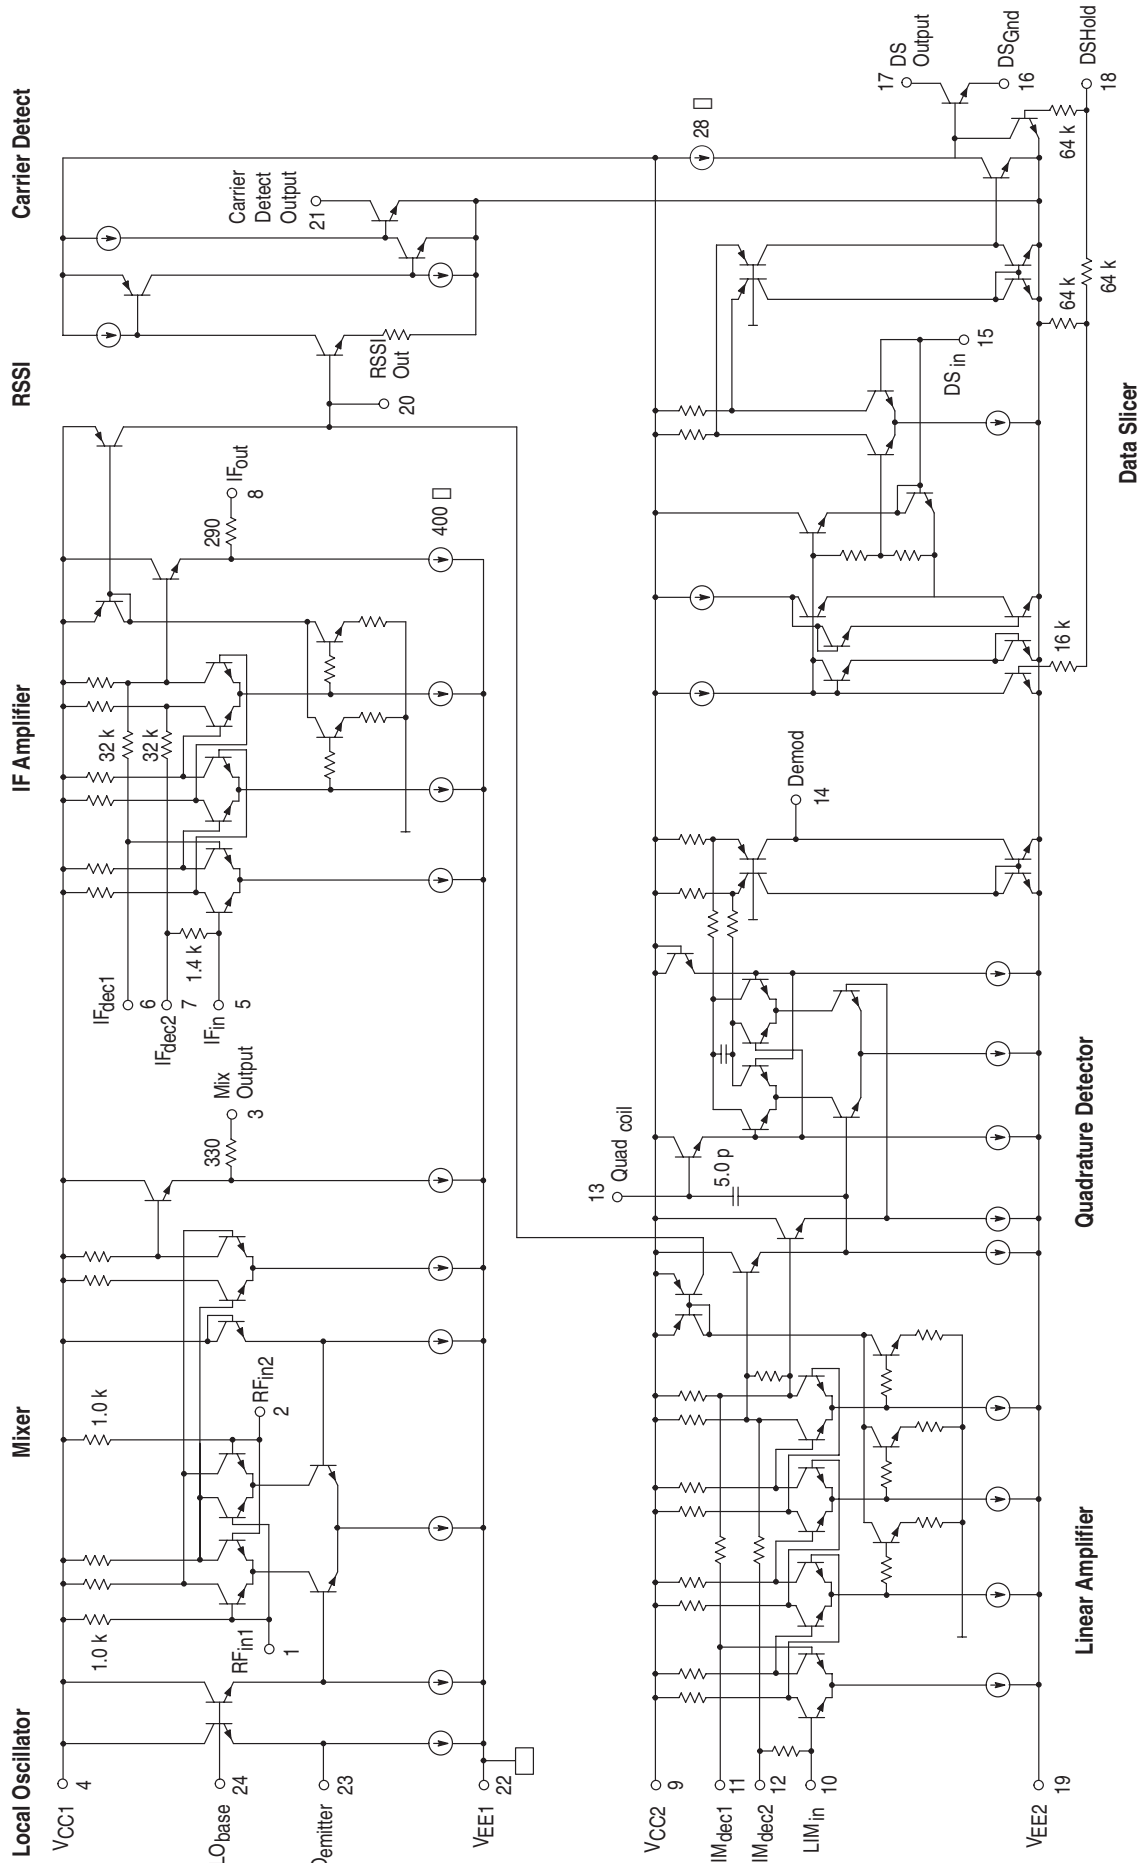 Local Oscillator
Mixer
IF Amplifier
RSSI
Carrier Detect
VCC1
4
1.0 k
1.0 k
32 k
32 k
Carrier
Detect
Output
21
RFin1
1
RFin2
2
330
Mix
Output
3
IFdec1
6
IFdec2
7
1.4 k
IFin
5
290
IFout
8
RSSI
Out
20
LObase
24
Oemitter
23
400
VEE1
22
VCC2
9
13
Quad coil
5.0 p
28
17
DS
Output
IMdec1
11
IMdec2
12
LIMin
10
Demod
14
DS in
15
DSGnd
16
16 k
64 k
64 k
64 k
DSHold
18
VEE2
19
Linear Amplifier
Quadrature Detector
Data Slicer